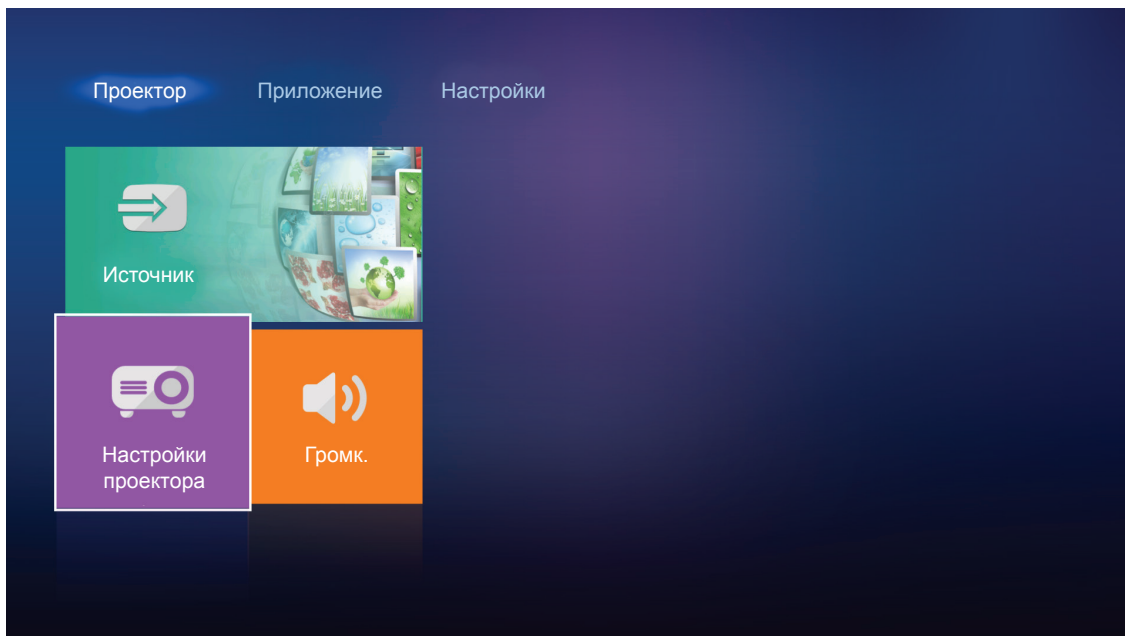 Проектор Приложение Настройки
Источник
Настройки
проектора
Громк.